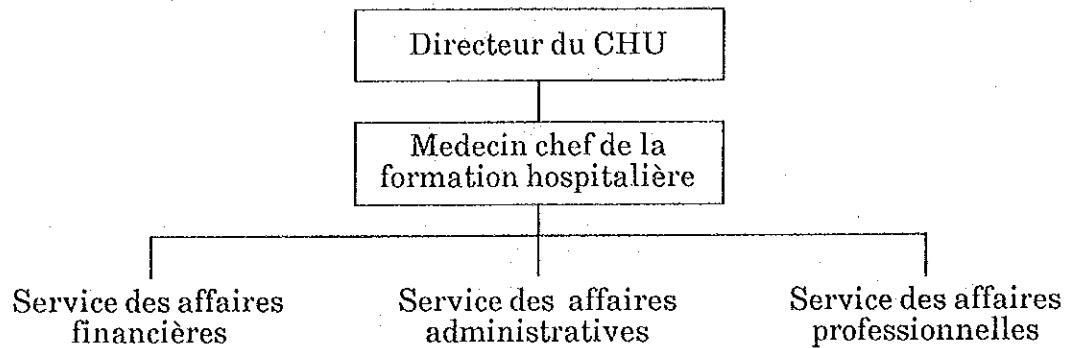 Directeur du CHU
Medecin chef de la
formation hospitalière
Service des affaires
financières
Service des affaires
administratives
Service des affaires
professionnelles